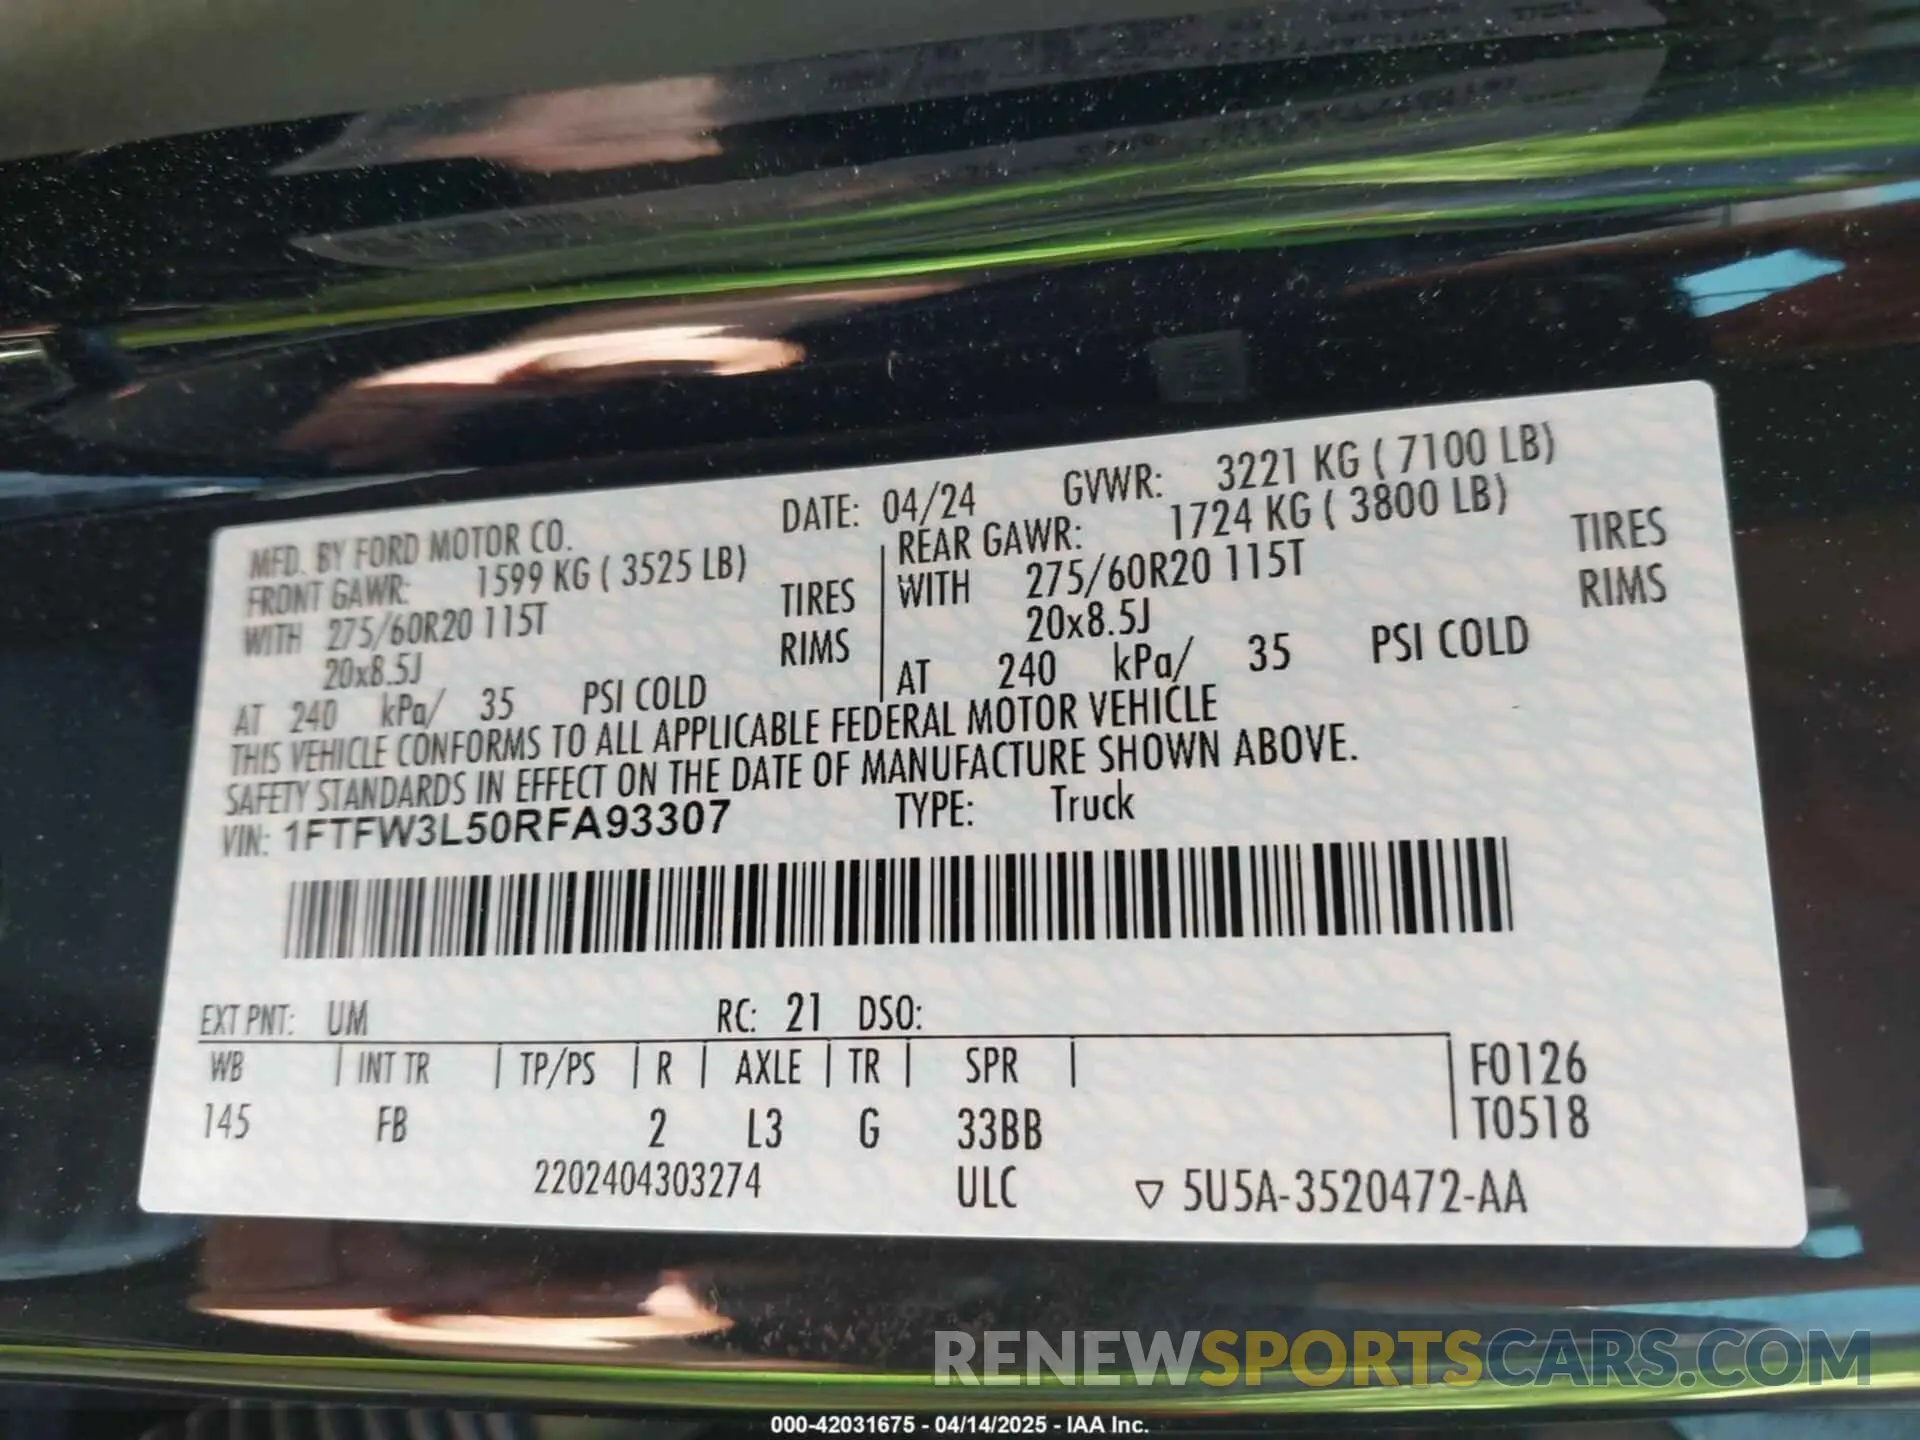 MFD. BY FORD MOTOR CO. DATE: 04/24 GVWR: 3221 KG ( 7100 LB)
FRONT GAWR: 1599 KG ( 3525 LB) REAR GAWR: 1724 KG ( 3800 LB)
WITH 275/60R20 115T TIRES WITH 275/60R20 115T TIRES
20x8.5J RIMS 20x8.5J RIMS
AT 240 kPa/ 35 PSI COLD AT 240 kPa/ 35 PSI COLD
THIS VEHICLE CONFORMS TO ALL APPLICABLE FEDERAL MOTOR VEHICLE
SAFETY STANDARDS IN EFFECT ON THE DATE OF MANUFACTURE SHOWN ABOVE.
VIN: 1FTFW3L50RFA93307 TYPE: Truck
EXT PNT: UM RC: 21 DSO:
WB INT TR TP/PS R AXLE TR SPR F0126
145 FB 2 L3 G 33BB T0518
2202404303274 ULC ▽ 5U5A-3520472-AA
RENEWSPORTSCARS.COM
000-42031675 - 04/14/2025 - IAA Inc.